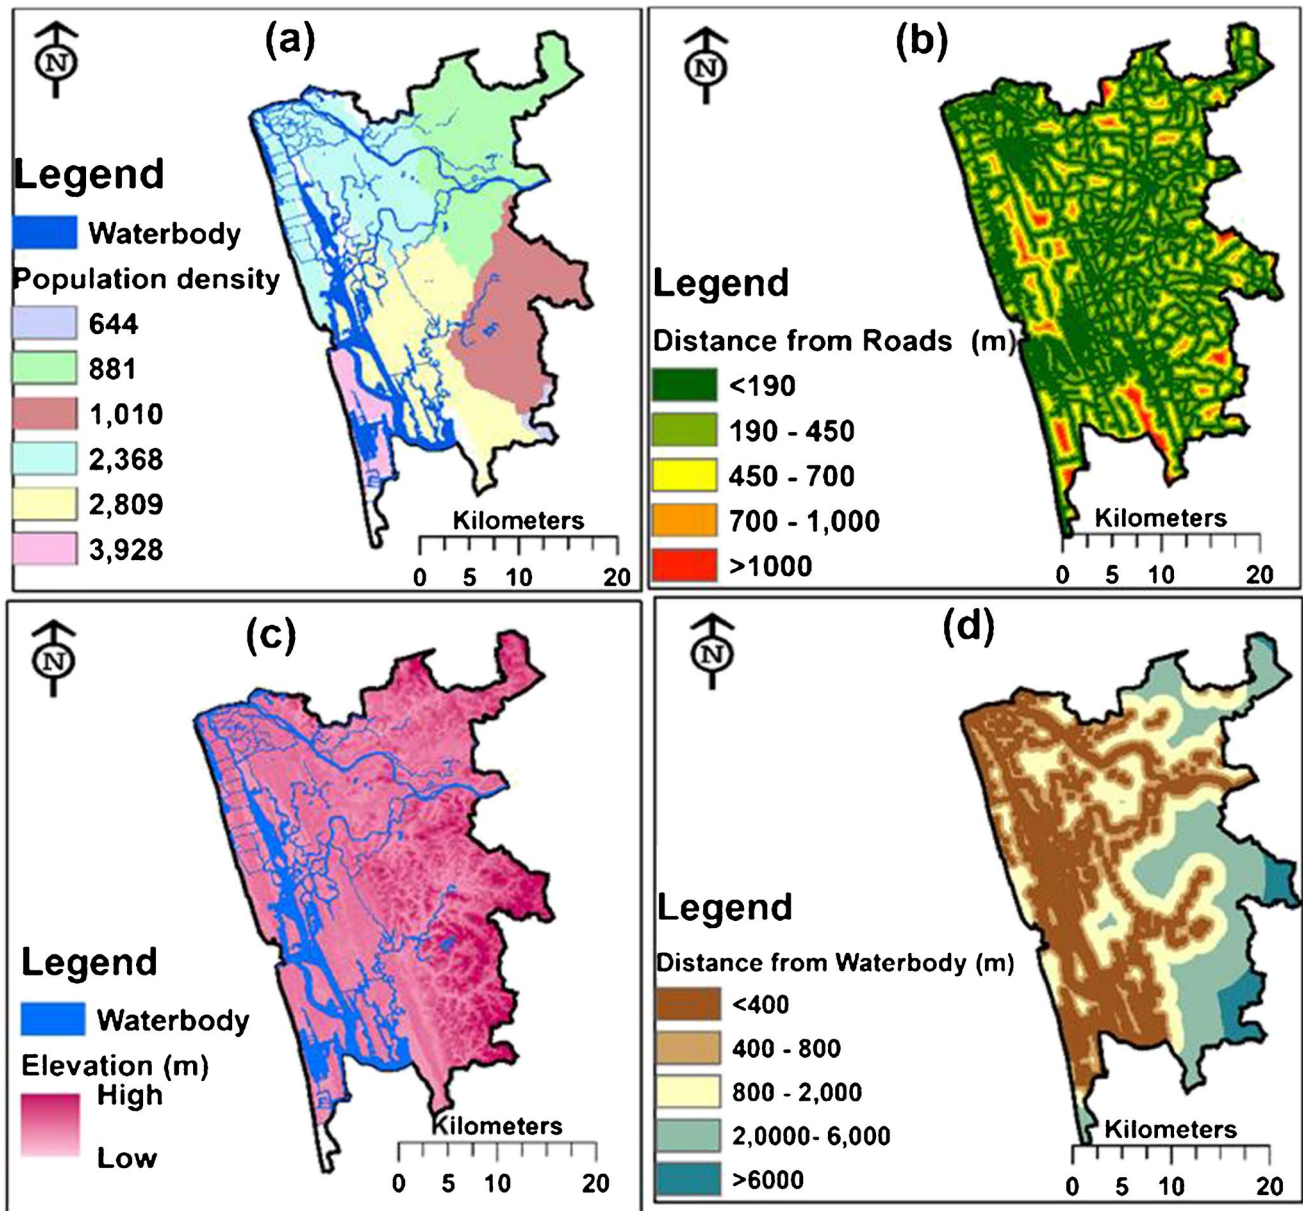 (a)
N
Legend
Waterbody
Population density
644
881
1,010
2,368
2,809
3,928
Kilometers
0 5 10 20
(b)
N
Legend
Distance from Roads (m)
<190
190 - 450
450 - 700
700 - 1,000
>1000
Kilometers
0 5 10 20
(c)
N
Legend
Waterbody
Elevation (m)
High
Low
Kilometers
0 5 10 20
(d)
N
Legend
Distance from Waterbody (m)
<400
400 - 800
800 - 2,000
2,0000- 6,000
>6000
Kilometers
0 5 10 20